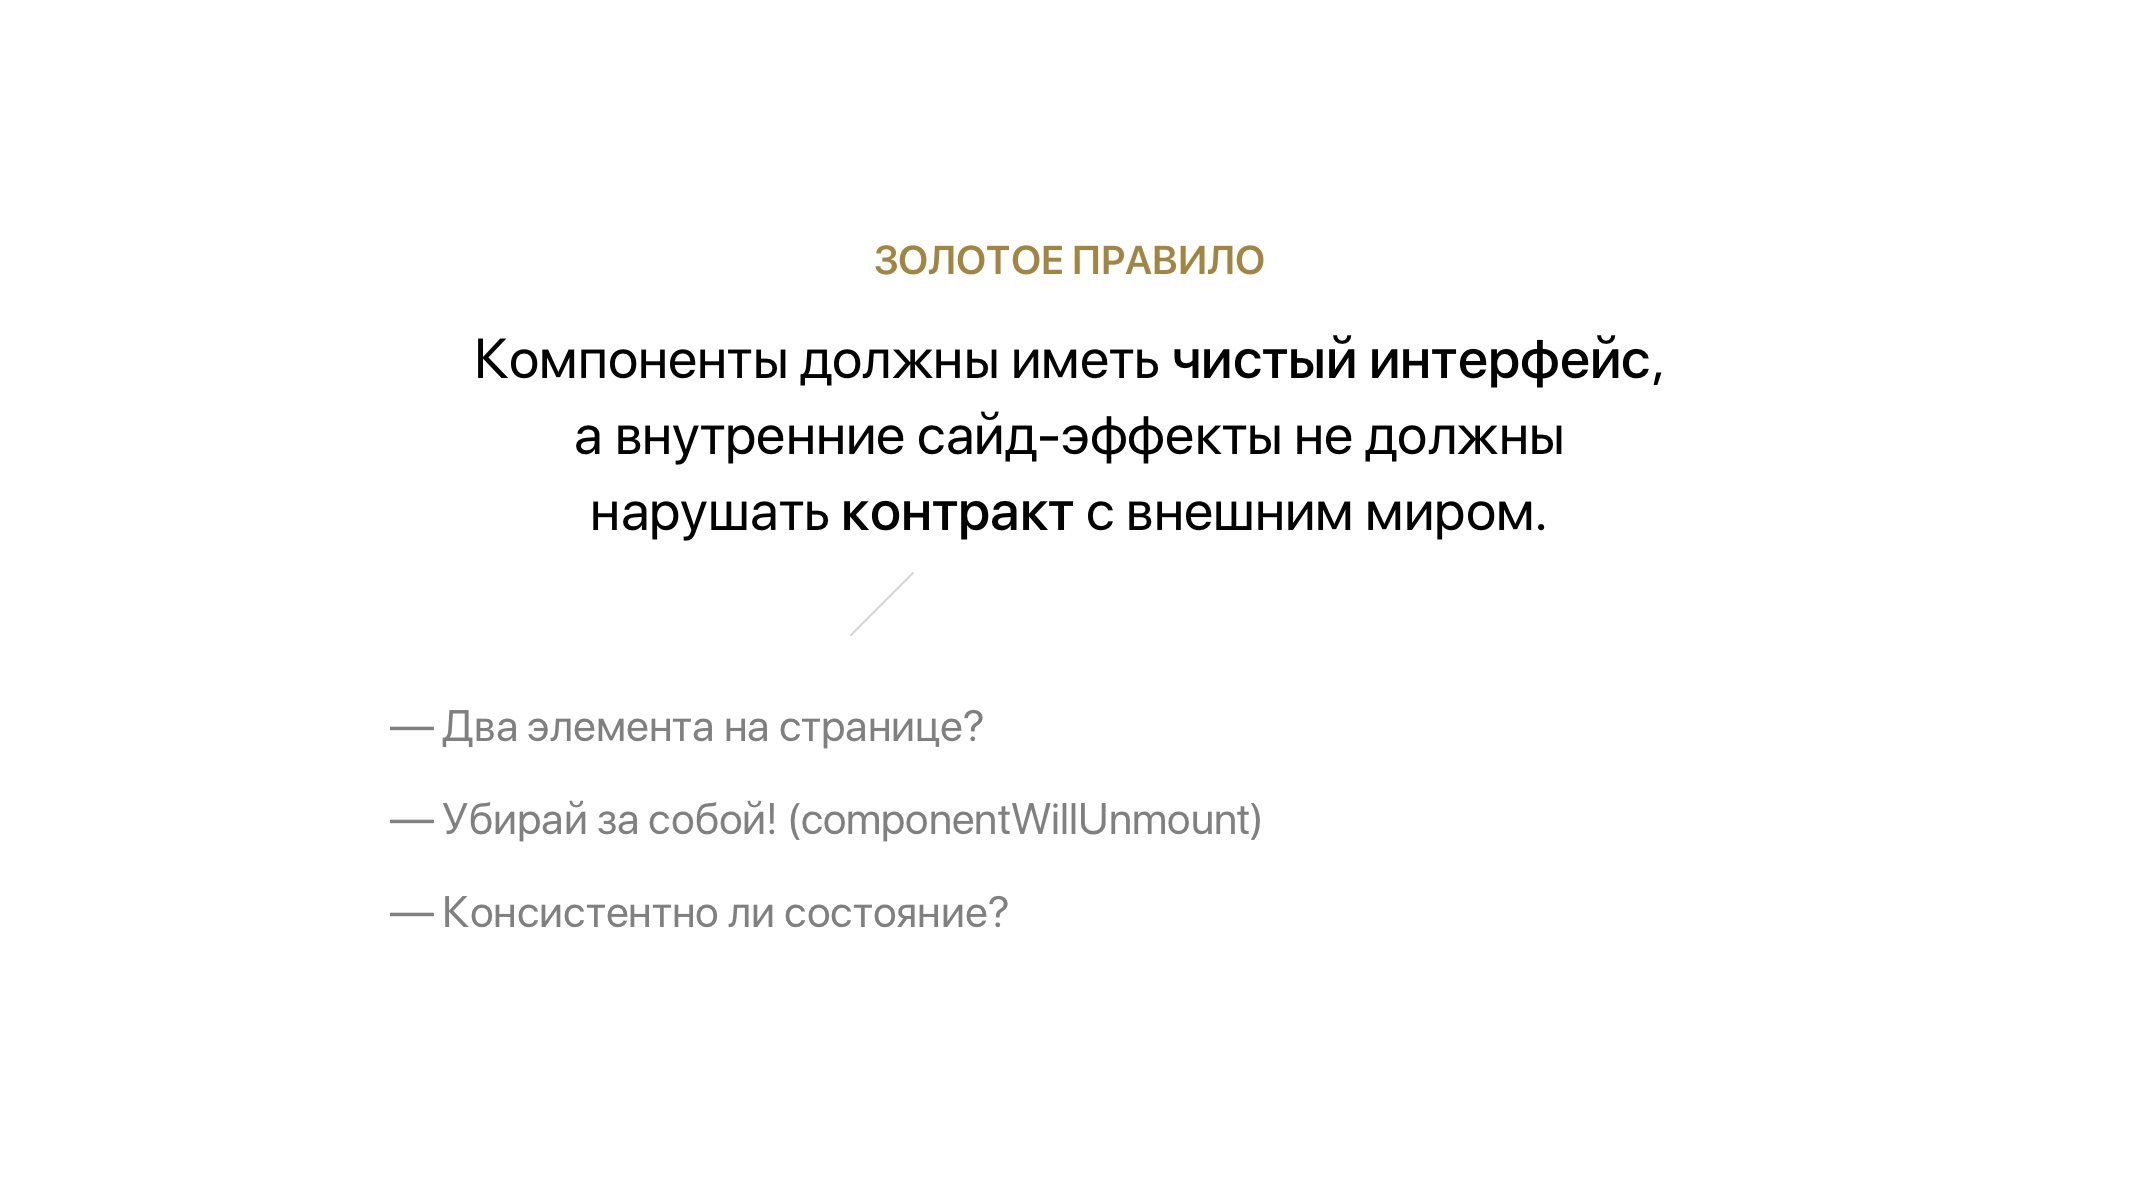 ЗОЛОТОЕ ПРАВИЛО
Компоненты должны иметь чистый интерфейс,
а внутренние сайд-эффекты не должны
нарушать контракт с внешним миром.
— Два элемента на странице?
— Убирай за собой! (componentWillUnmount)
— Консистентно ли состояние?